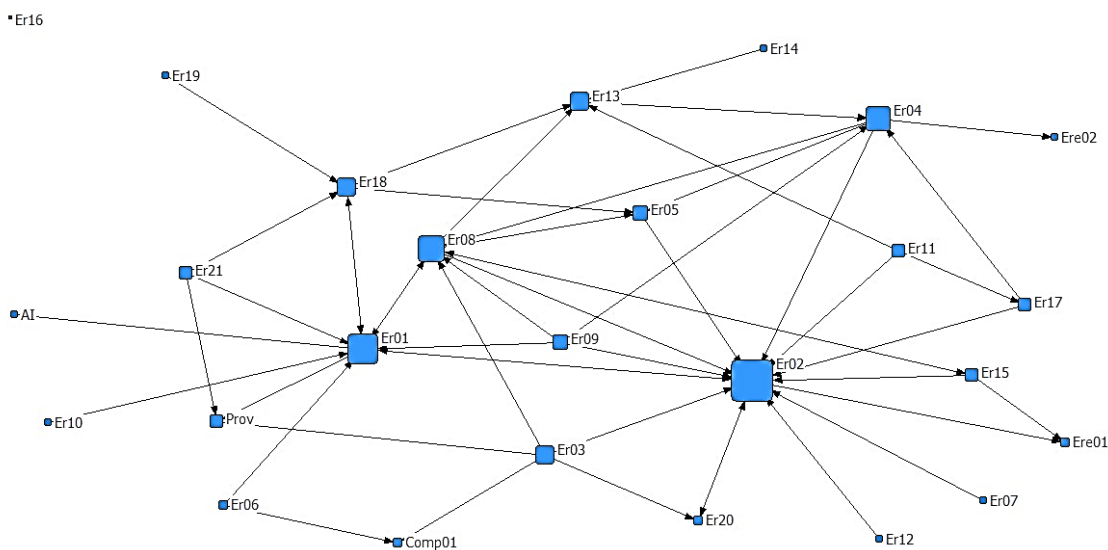 Er16
Er14
Er19
Er13
Er04
Ere02
Er18
Er05
Er08
Er11
Er21
Er17
AI
Er01
Er09
Er02
Er15
Er10
Prov
Ere01
Er03
Er06
Er07
Er20
Comp01
Er12